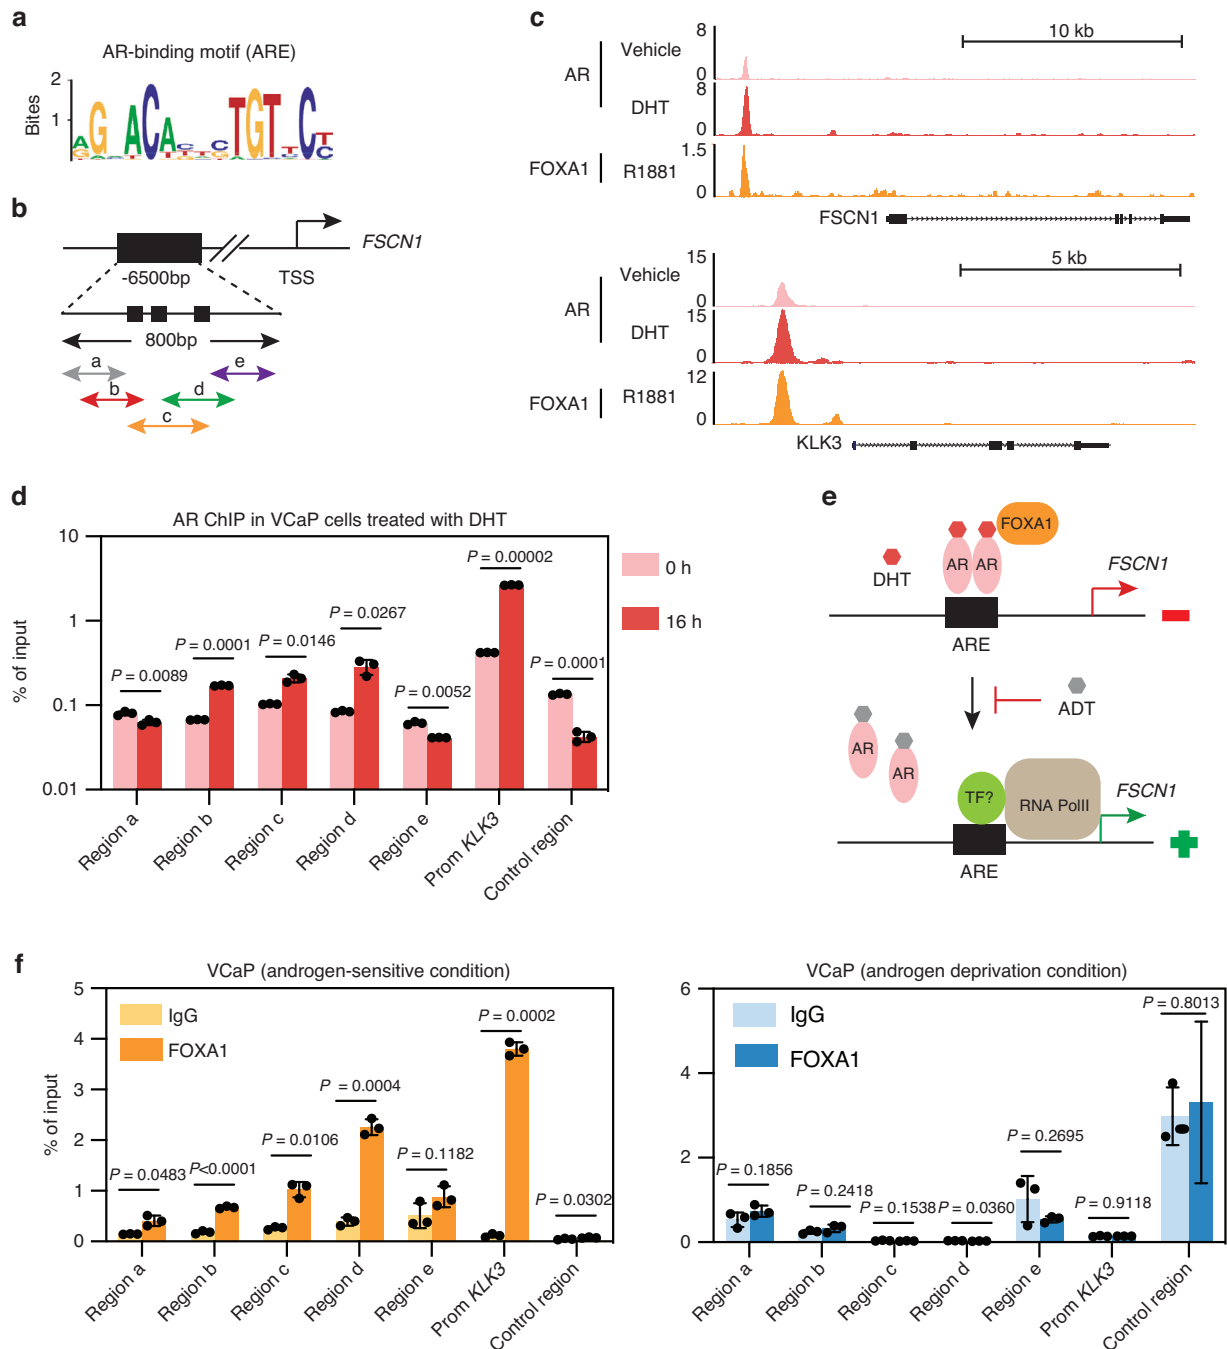 a
AR-binding motif (ARE)
Bites
2
1
b
FSCN1
-6500bp
TSS
800bp
a
e
b
d
c
c
10 kb
AR
Vehicle
8
0
DHT
8
0
FOXA1
R1881
1.5
0
FSCN1
5 kb
AR
Vehicle
15
0
DHT
15
0
FOXA1
R1881
12
0
KLK3
d
AR ChIP in VCaP cells treated with DHT
% of input
10
1
0.1
0.01
P = 0.0089
P = 0.0001
P = 0.0146
P = 0.0267
P = 0.0052
P = 0.00002
P = 0.0001
0 h
16 h
Region a
Region b
Region c
Region d
Region e
Prom KLK3
Control region
e
FOXA1
DHT
AR
AR
FSCN1
ARE
ADT
AR
AR
TF?
RNA PolII
FSCN1
ARE
f
VCaP (androgen-sensitive condition)
% of input
5
4
3
2
1
0
IgG
FOXA1
P = 0.0483
P<0.0001
P = 0.0106
P = 0.0004
P = 0.1182
P = 0.0002
P = 0.0302
Region a
Region b
Region c
Region d
Region e
Prom KLK3
Control region
VCaP (androgen deprivation condition)
6
4
2
0
IgG
FOXA1
P = 0.1856
P = 0.2418
P = 0.1538
P = 0.0360
P = 0.2695
P = 0.9118
P = 0.8013
Region a
Region b
Region c
Region d
Region e
Prom KLK3
Control region